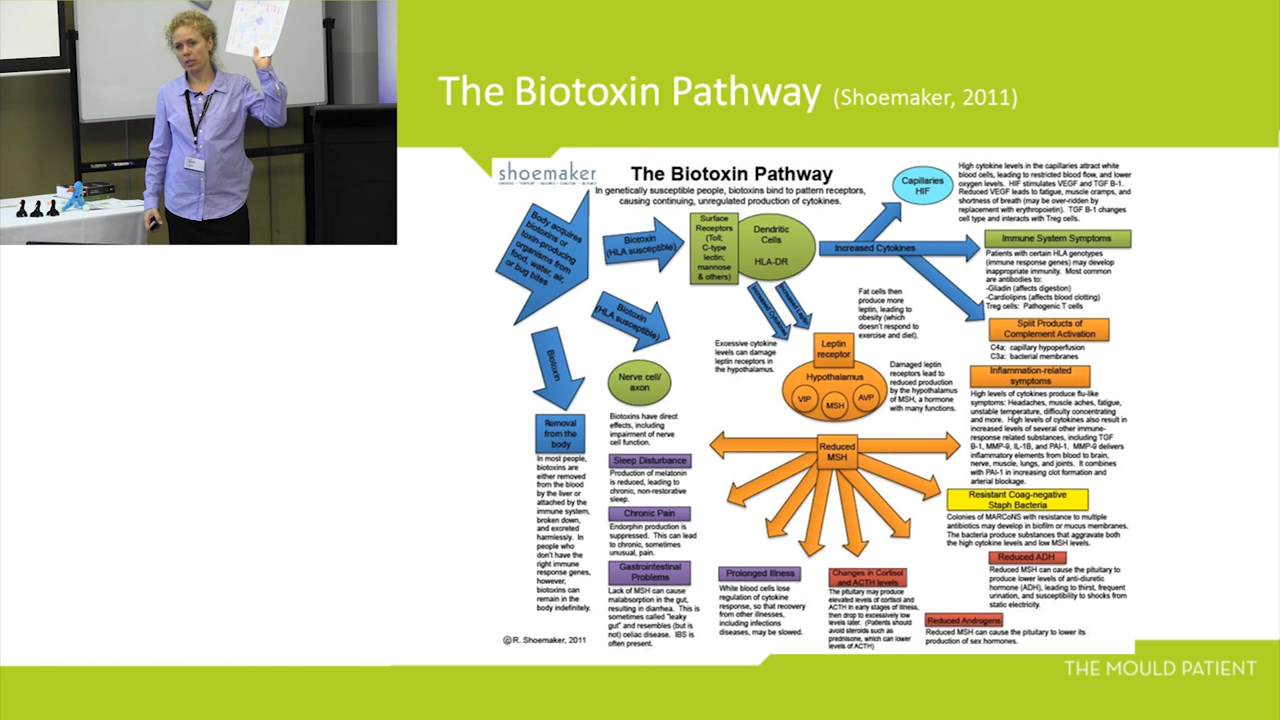 The Biotoxin Pathway (Shoemaker, 2011)
shoemaker
The Biotoxin Pathway
In genetically susceptible people, biotoxins bind to pattern receptors,
causing continuing, unregulated production of cytokines.
Capillaries
HIF
High cytokine levels in the capillaries attract white
blood cells, leading to restricted blood flow, and lower
oxygen levels. HIF stimulates VEGF and TGF B-1.
Reduced VEGF leads to fatigue, muscle cramps, and
shortness of breath (may be over-ridden by
replacement with erythropoietin). TGF B-1 changes
cell type and interacts with Treg cells.
Body acquires
biotoxins or
toxin-producing
organisms from
food, water, air,
or bug bites
Biotoxin
(HLA susceptible)
Surface
Receptors
(Toll;
C-type
lectin;
mannose
& others)
Dendritic
Cells
HLA-DR
Increased Cytokines
Immune System Symptoms
Patients with certain HLA genotypes
(immune response genes) may develop
inappropriate immunity. Most common
are antibodies to:
-Gliadin (affects digestion)
-Cardiolipins (affects blood clotting)
Treg cells: Pathogenic T cells
Biotoxin
(HLA susceptible)
Increased Cytokines
Increased Leptin
Fat cells then
produce more
leptin, leading to
obesity (which
doesn't respond to
exercise and diet).
Split Products of
Complement Activation
C4a: capillary hypoperfusion
C3a: bacterial membranes
Biotoxin
Excessive cytokine
levels can damage
leptin receptors in
the hypothalamus.
Leptin
receptor
Hypothalamus
VIP
MSH
AVP
Damaged leptin
receptors lead to
reduced production
by the hypothalamus
of MSH, a hormone
with many functions.
Inflammation-related
symptoms
High levels of cytokines produce flu-like
symptoms: Headaches, muscle aches, fatigue,
unstable temperature, difficulty concentrating
and more. High levels of cytokines also result in
increased levels of several other immune-
response related substances, including TGF
B-1, MMP-9, IL-1B, and PAI-1. MMP-9 delivers
inflammatory elements from blood to brain,
nerve, muscle, lungs, and joints. It combines
with PAI-1 in increasing clot formation and
arterial blockage.
Nerve cell/
axon
Biotoxins have direct
effects, including
impairment of nerve
cell function.
Removal
from the
body
In most people,
biotoxins are
either removed
from the blood
by the liver or
attached by the
immune system,
broken down,
and excreted
harmlessly. In
people who
don't have the
right immune
response genes,
however,
biotoxins can
remain in the
body indefinitely.
Reduced
MSH
Sleep Disturbance
Production of melatonin
is reduced, leading to
chronic, non-restorative
sleep.
Chronic Pain
Endorphin production is
suppressed. This can lead
to chronic, sometimes
unusual, pain.
Gastrointestinal
Problems
Lack of MSH can cause
malabsorption in the gut,
resulting in diarrhea. This is
sometimes called "leaky
gut" and resembles (but is
not) celiac disease. IBS is
often present.
Prolonged Illness
White blood cells lose
regulation of cytokine
response, so that recovery
from other illnesses,
including infections
diseases, may be slowed.
Changes in Cortisol
and ACTH levels
The pituitary may produce
elevated levels of cortisol and
ACTH in early stages of illness,
then drop to excessively low
levels later. (Patients should
avoid steroids such as
prednisone, which can lower
levels of ACTH)
Resistant Coag-negative
Staph Bacteria
Colonies of MARCoNS with resistance to multiple
antibiotics may develop in biofilm or mucus membranes.
The bacteria produce substances that aggravate both
the high cytokine levels and low MSH levels.
Reduced ADH
Reduced MSH can cause the pituitary to
produce lower levels of anti-diuretic
hormone (ADH), leading to thirst, frequent
urination, and susceptibility to shocks from
static electricity.
Reduced Androgens
Reduced MSH can cause the pituitary to lower its
production of sex hormones.
©R. Shoemaker, 2011
THE MOULD PATIENT